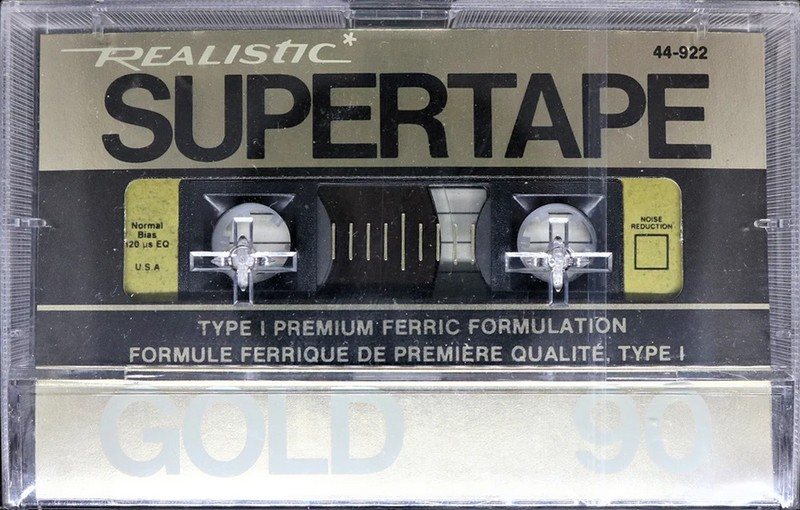 REALISTIC*
44-922
SUPERTAPE
Normal
Bias
120 µs EQ
U.S.A
NOISE
REDUCTION
TYPE I PREMIUM FERRIC FORMULATION
FORMULE FERRIQUE DE PREMIÈRE QUALITÉ, TYPE I
GOLD 90